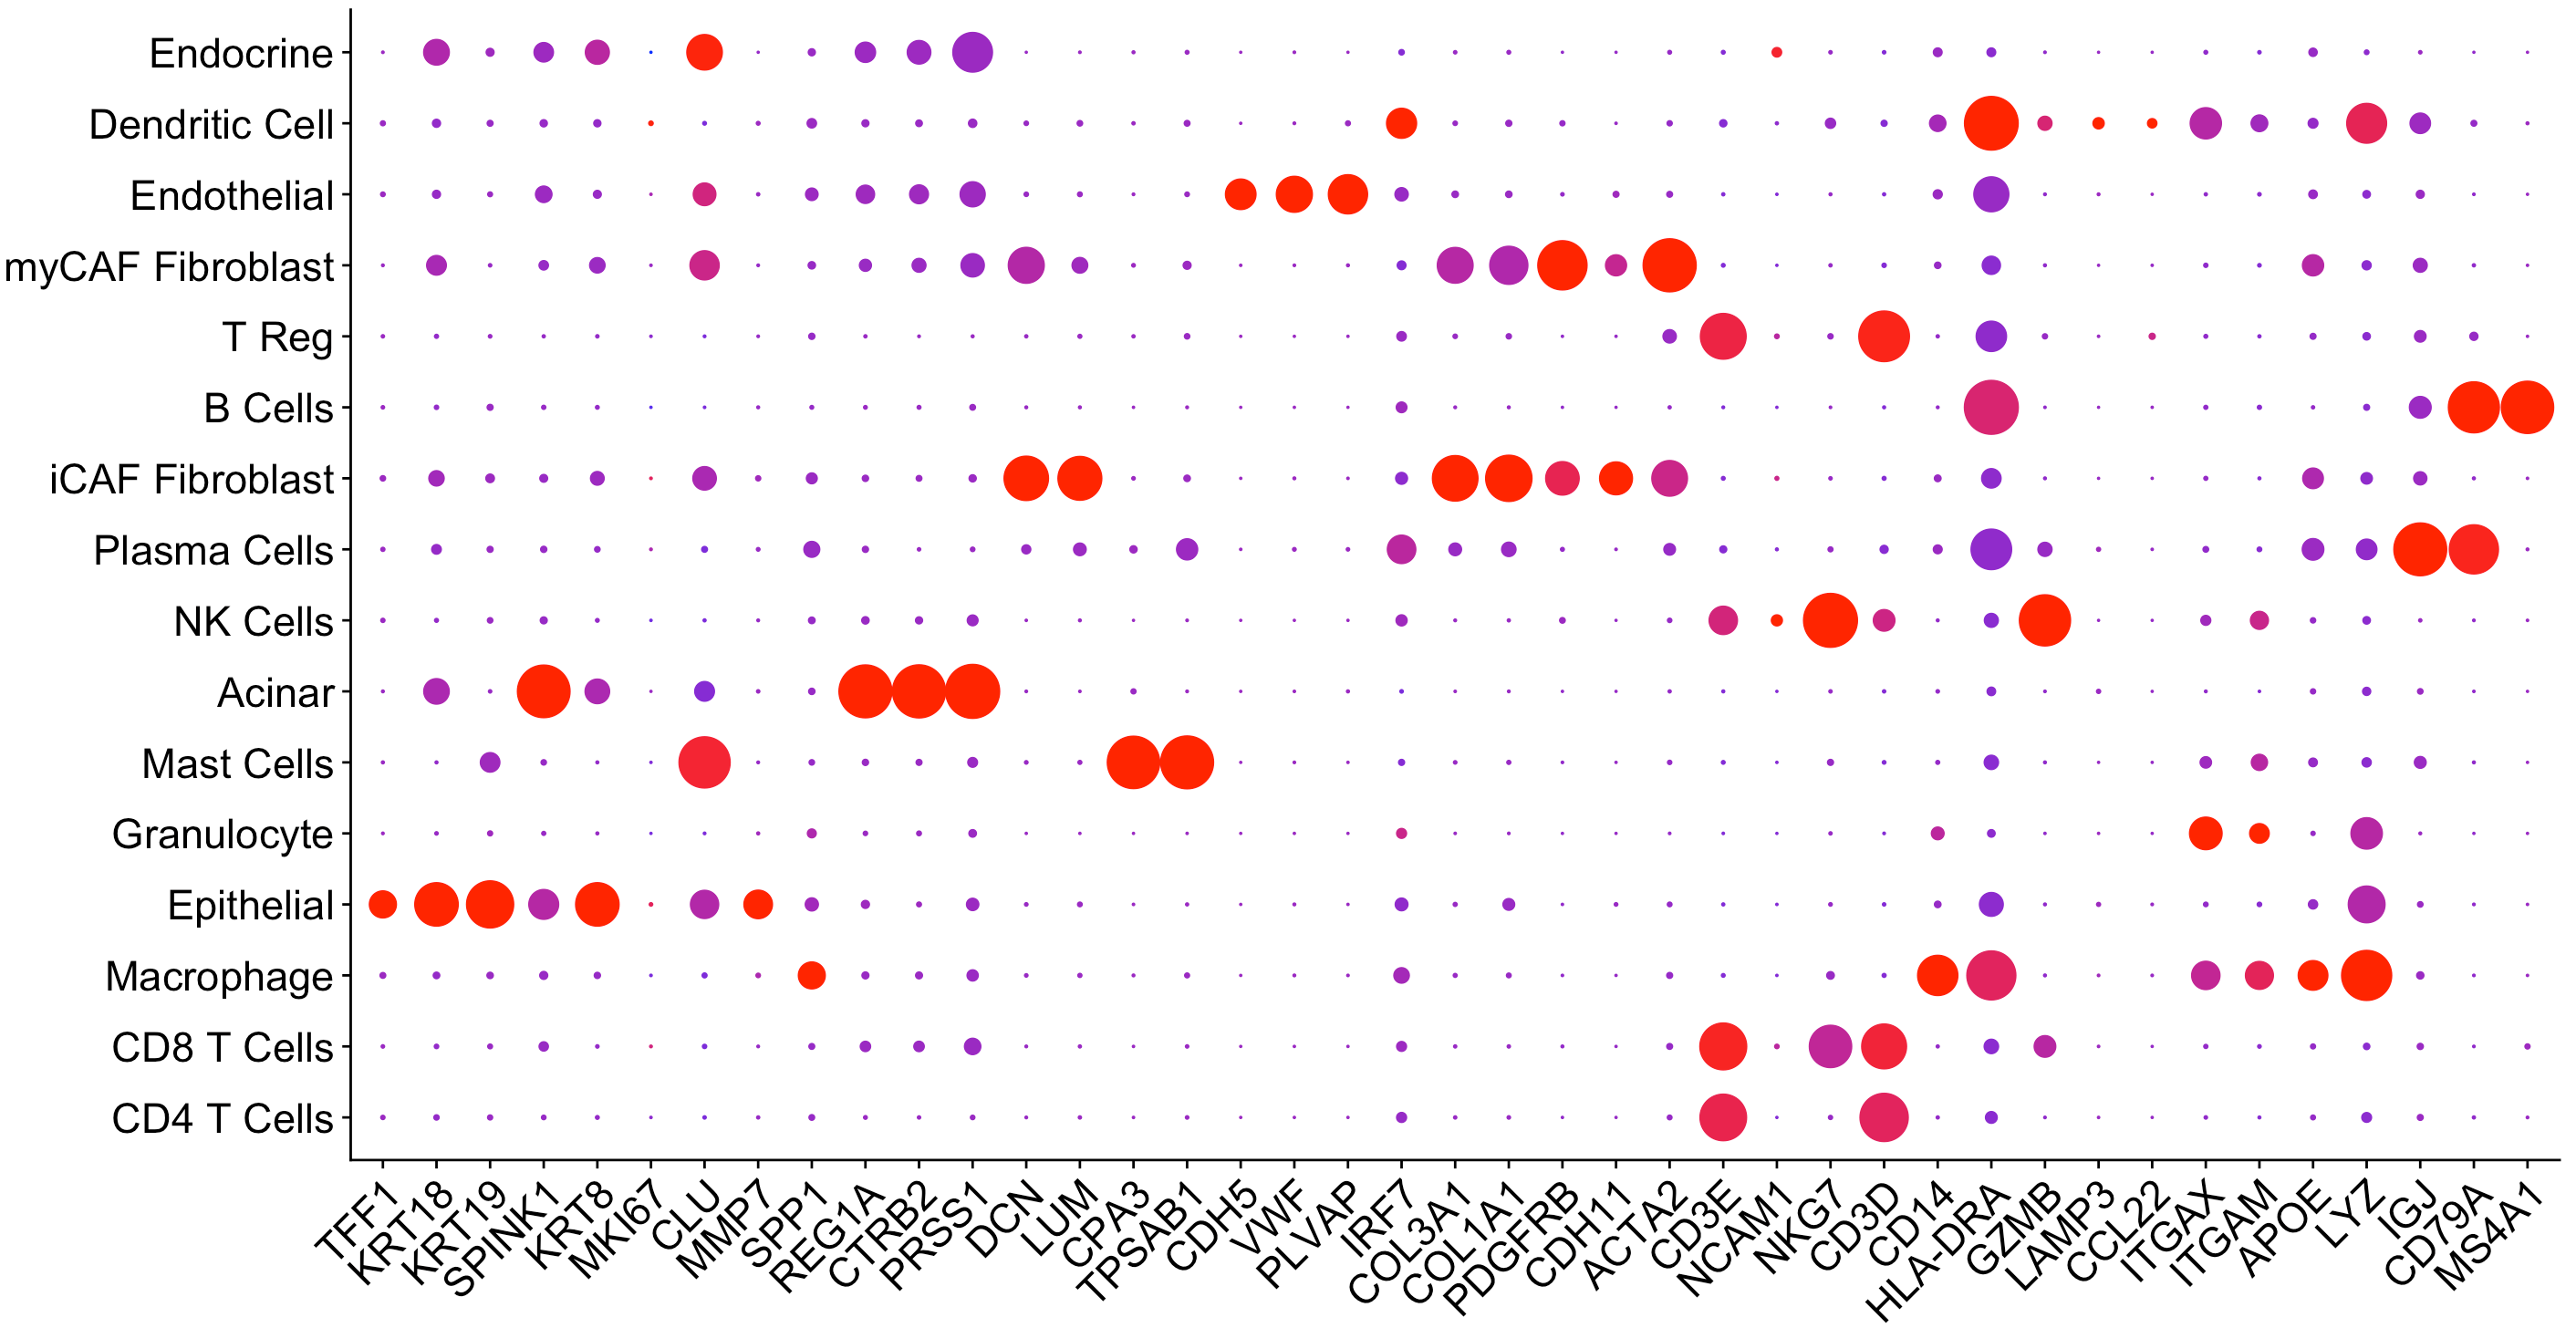 Endocrine
Dendritic Cell
Endothelial
myCAF Fibroblast
T Reg
B Cells
iCAF Fibroblast
Plasma Cells
NK Cells
Acinar
Mast Cells
Granulocyte
Epithelial
Macrophage
CD8 T Cells
CD4 T Cells
TFF1
KRT18
KRT19
SPINK1
KRT8
MKI67
CLU
MMP7
SPP1
REG1A
CTRB2
PRSS1
DCN
LUM
CPA3
TPSAB1
CDH5
VWF
PLVAP
IRF7
COL3A1
COL1A1
PDGFRB
CDH11
ACTA2
CD3E
NCAM1
NKG7
CD3D
CD14
HLA-DRA
GZMB
LAMP3
CCL22
ITGAX
ITGAM
APOE
LYZ
IGJ
CD79A
MS4A1